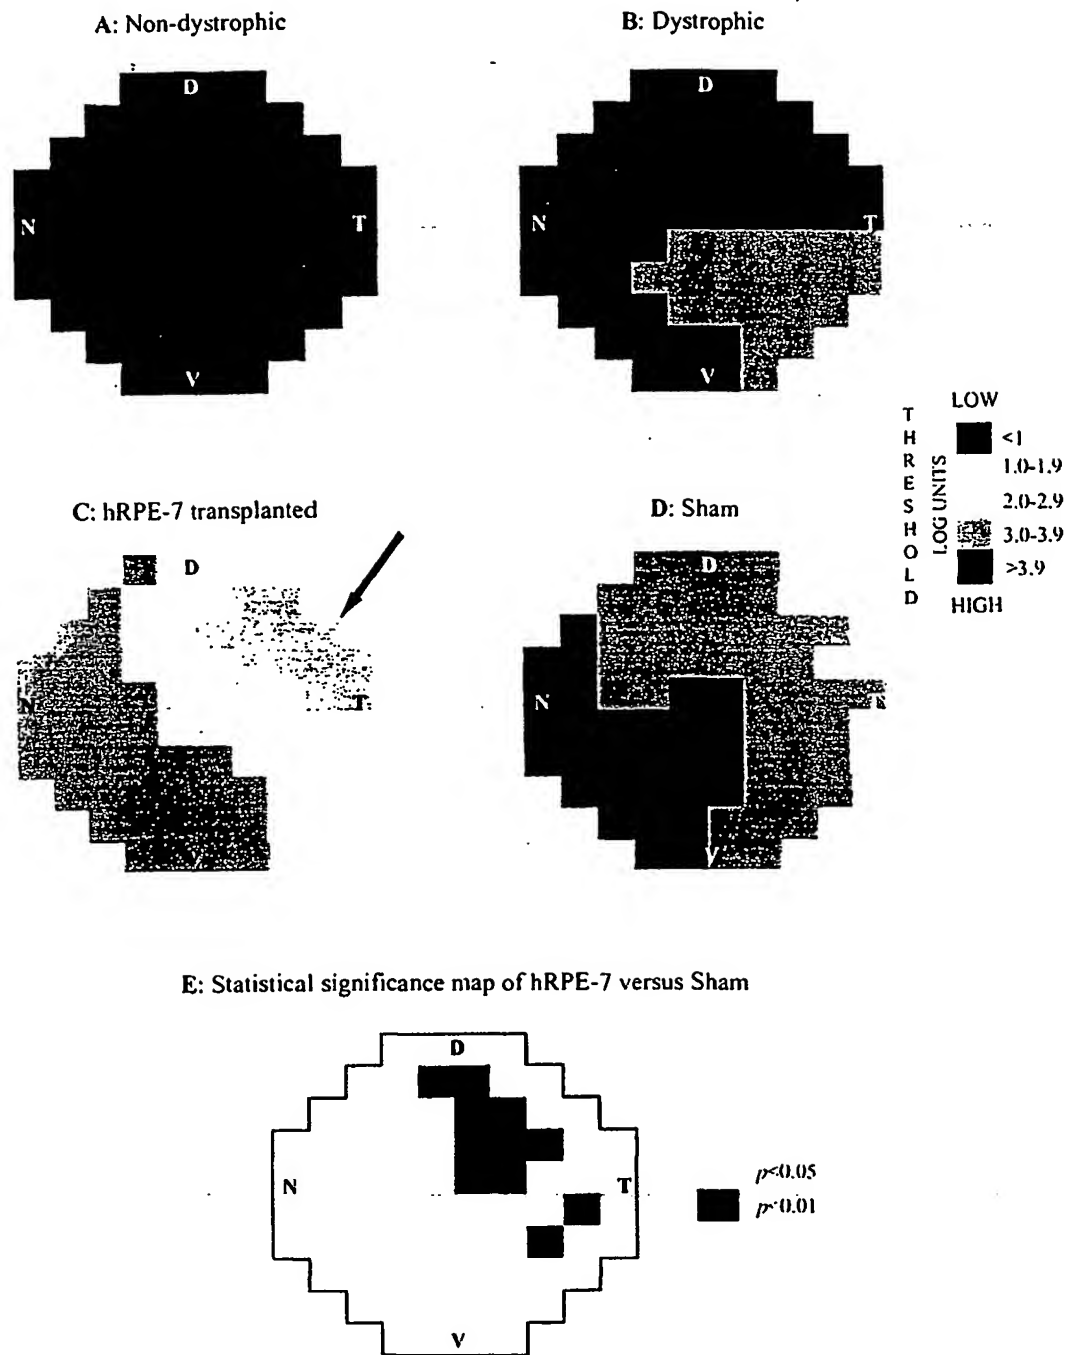 A: Non-dystrophic
B: Dystrophic
D
N
T
V
D
N
T
V
THRESHOLD
LOG UNITS
LOW
<1
1.0-1.9
2.0-2.9
3.0-3.9
>3.9
HIGH
C: hRPE-7 transplanted
D: Sham
D
N
T
V
D
N
T
V
E: Statistical significance map of hRPE-7 versus Sham
D
N
T
V
p<0.05
p<0.01